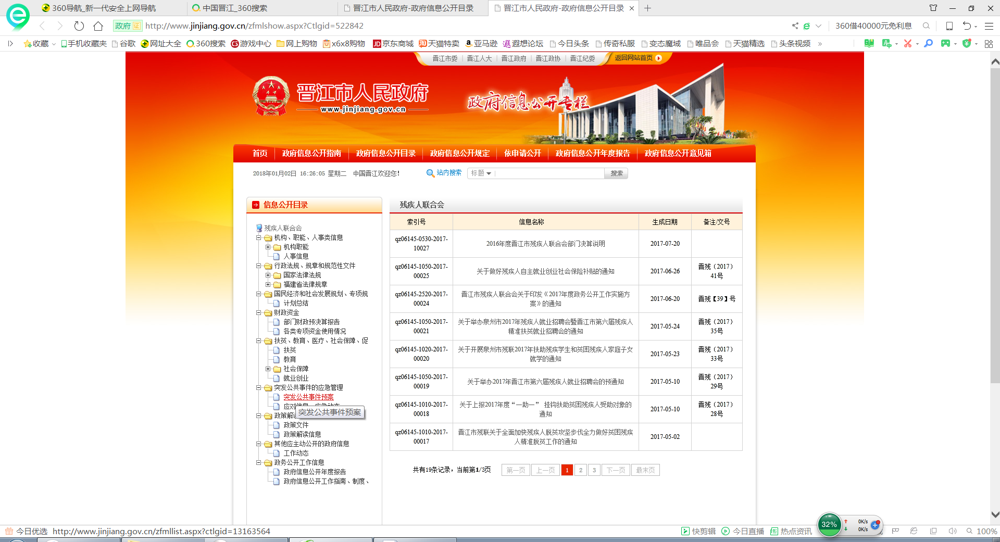 360导航_新一代安全上网导航
中国晋江_360搜索
晋江市人民政府-政府信息公开目录
晋江市人民政府-政府信息公开目录
政府 证 http://www.jinjiang.gov.cn/zfmlshow.aspx?Ctlgid=522842
360借40000元免利息
收藏 手机收藏夹 谷歌 网址大全 360搜索 游戏中心 网上购物 x6x8购物 京东商城 天猫特卖 亚马逊 遐想论坛 今日头条 传奇私服 变态魔域 唯品会 天猫精选 头条视频 »
晋江市委 晋江人大 晋江政府 晋江政协 晋江纪委 返回网站首页
晋江市人民政府
www.jinjiang.gov.cn
政府信息公开专栏
首页 政府信息公开指南 政府信息公开目录 政府信息公开规定 依申请公开 政府信息公开年度报告 政府信息公开意见箱
2018年01月02日 16:26:05 星期二 中国晋江欢迎您！ 站内搜索 标题 搜索
信息公开目录
残疾人联合会
机构、职能、人事类信息
机构职能
人事信息
行政法规、规章和规范性文件
国家法律法规
福建省法律规章
国民经济和社会发展规划、专项规
计划总结
财政资金
部门财政预决算报告
各类专项资金使用情况
扶贫、教育、医疗、社会保障、促
扶贫
教育
社会保障
就业创业
突发公共事件的应急管理
突发公共事件预案
突发公共事件预案
政策解
政策文件
政策解读信息
其他应主动公开的政府信息
工作动态
政务公开工作信息
政府信息公开年度报告
政府信息公开工作指南、制度、
残疾人联合会
索引号 信息名称 生成日期 备注/文号
qz06145-0530-2017-10027 2016年度晋江市残疾人联合会部门决算说明 2017-07-20
qz06145-1050-2017-00025 关于做好残疾人自主就业创业社会保险补贴的通知 2017-06-26 晋残（2017）41号
qz06145-2520-2017-00024 晋江市残疾人联合会关于印发《2017年度政务公开工作实施方案》的通知 2017-06-20 晋残【39】号
qz06145-1050-2017-00021 关于举办泉州市2017年残疾人就业招聘会暨晋江市第六届残疾人精准扶贫就业招聘会的通知 2017-05-24 晋残（2017）35号
qz06145-1020-2017-00020 关于开展泉州市残联2017年扶助残疾学生和贫困残疾人家庭子女就学的通知 2017-05-23 晋残（2017）33号
qz06145-1050-2017-00019 关于举办2017年晋江市第六届残疾人就业招聘会的预通知 2017-05-10 晋残（2017）29号
qz06145-1010-2017-00018 关于上报2017年度“一助一” 挂钩扶助贫困残疾人受助对象的通知 2017-05-10 晋残（2017）28号
qz06145-1010-2017-00017 晋江市残联关于全面加快残疾人脱贫攻坚步伐全力做好贫困残疾人精准脱贫工作的通知 2017-05-02
共有19条记录，当前第1/3页 第一页 上一页 1 2 3 下一页 最末页
32% 0K/s
0K/s
今日优选 http://www.jinjiang.gov.cn/zfmllist.aspx?ctlgid=13163564
快剪辑 今日直播 热点资讯 100%